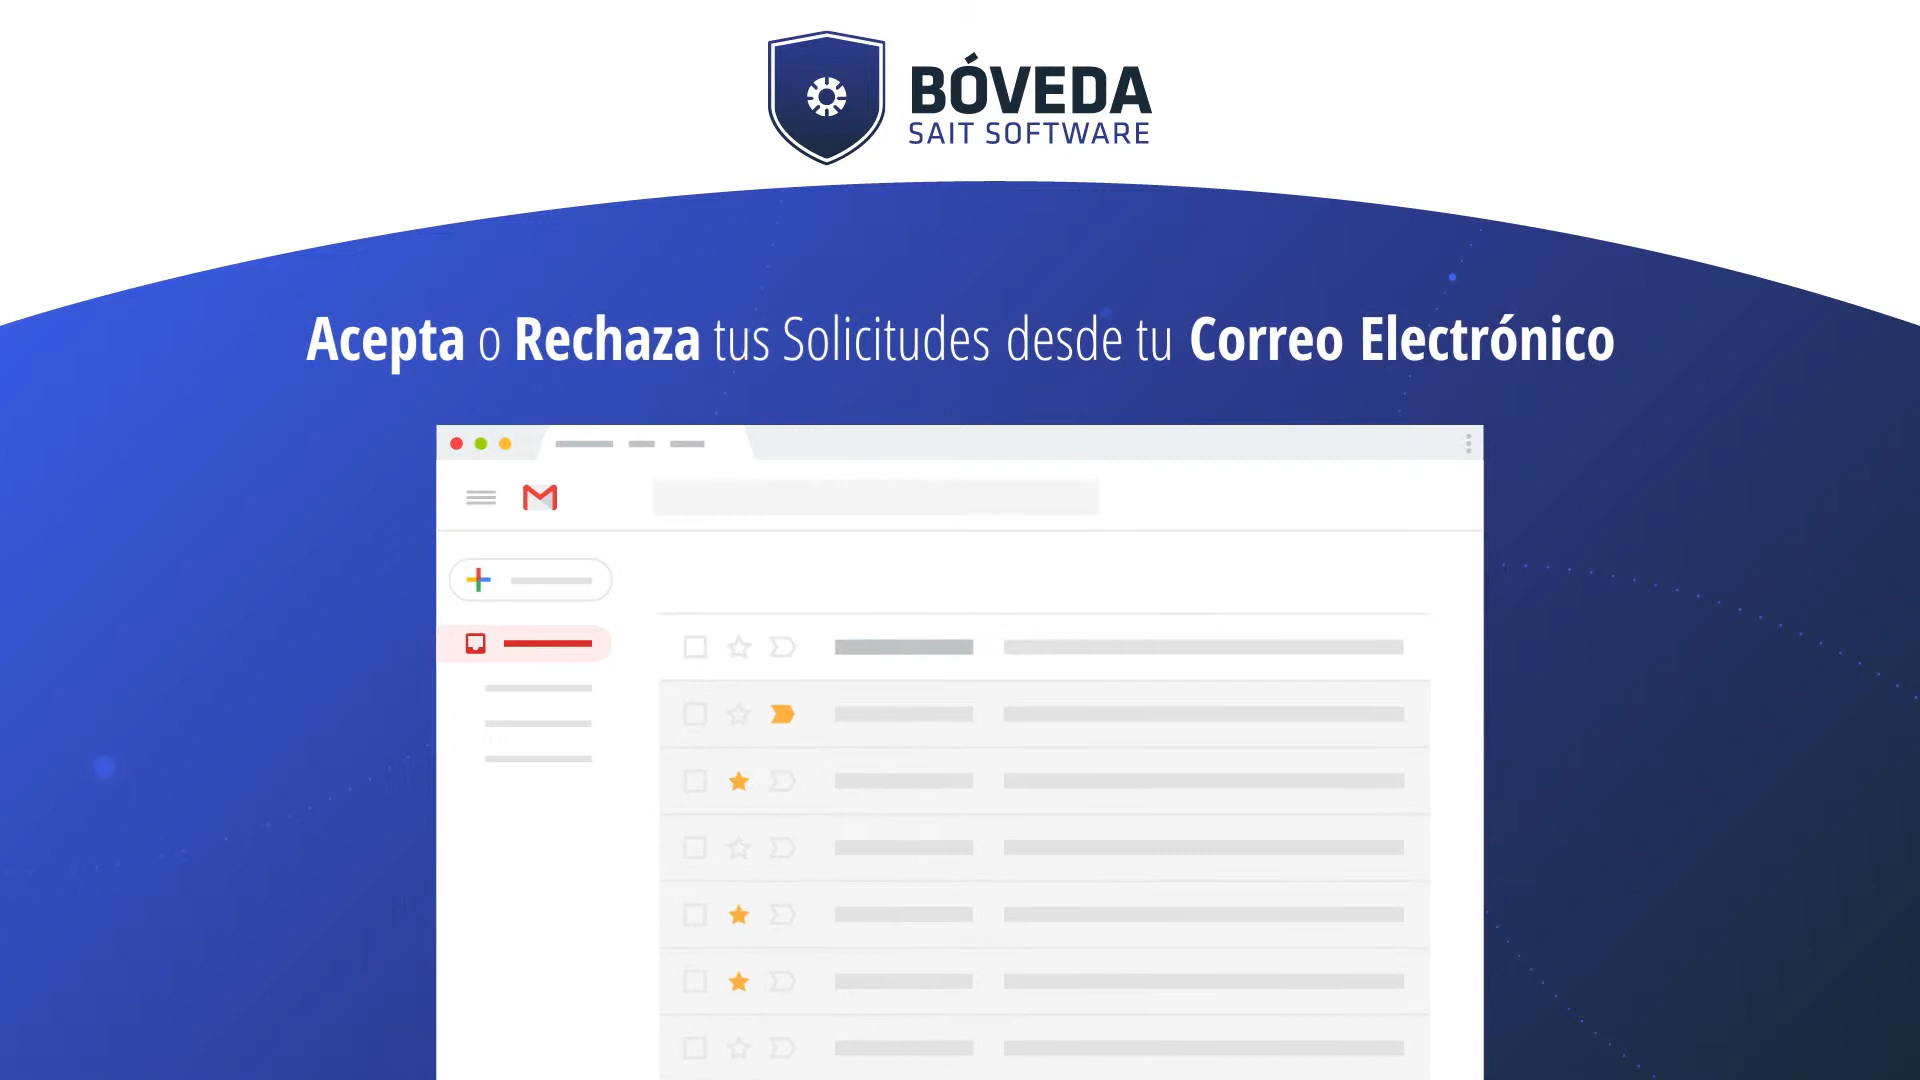 BÓVEDA
SAIT SOFTWARE
Acepta o Rechaza tus Solicitudes desde tu Correo Electrónico